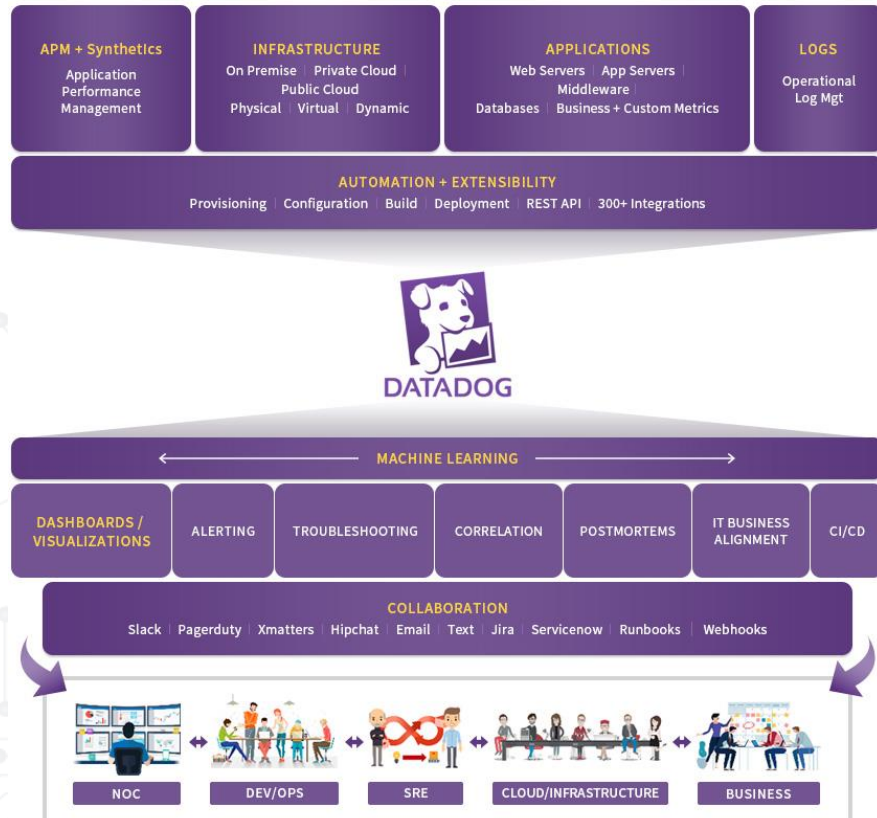 APM + Synthetics
Application
Performance
Management
INFRASTRUCTURE
On Premise | Private Cloud |
Public Cloud
Physical | Virtual | Dynamic
APPLICATIONS
Web Servers | App Servers |
Middleware |
Databases | Business + Custom Metrics
LOGS
Operational
Log Mgt
AUTOMATION + EXTENSIBILITY
Provisioning | Configuration | Build | Deployment | REST API | 300+ Integrations
DATADOG
MACHINE LEARNING
DASHBOARDS /
VISUALIZATIONS
ALERTING
TROUBLESHOOTING
CORRELATION
POSTMORTEMS
IT BUSINESS
ALIGNMENT
CI/CD
COLLABORATION
Slack | Pagerduty | Xmatters | Hipchat | Email | Text | Jira | Servicenow | Runbooks | Webhooks
NOC
DEV/OPS
SRE
CLOUD/INFRASTRUCTURE
BUSINESS